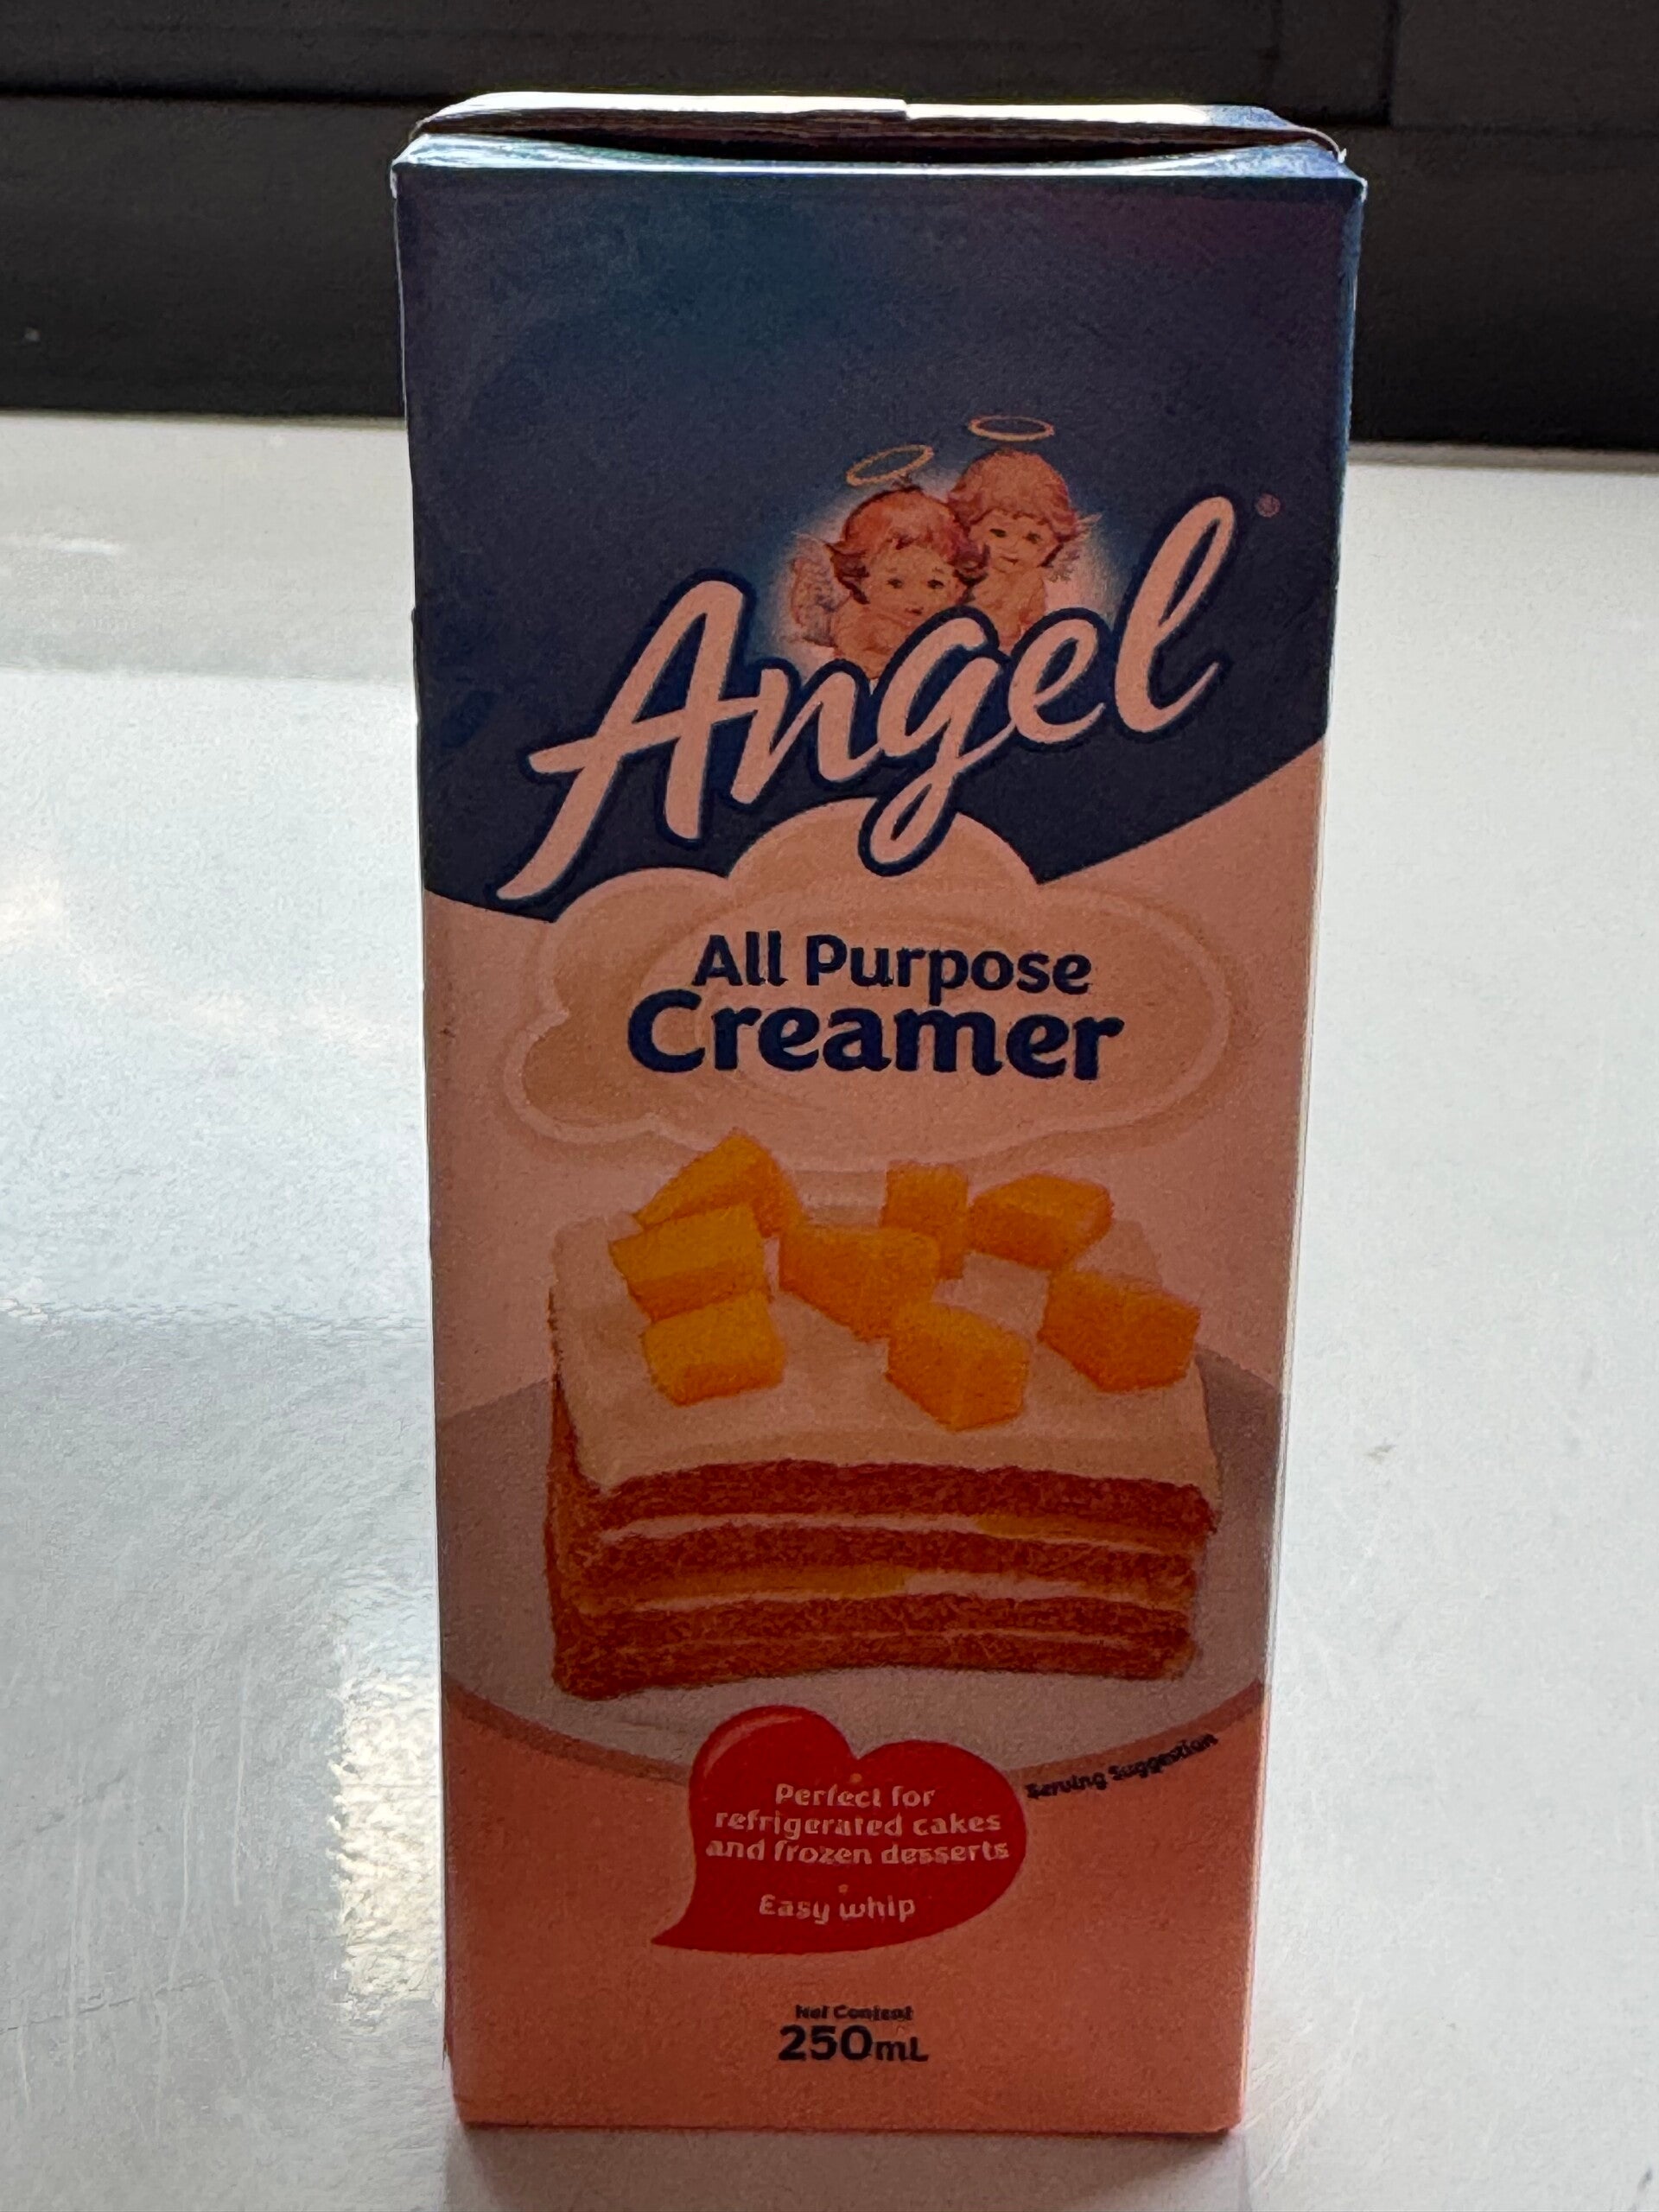 Angel
All Purpose
Creamer
Serving Suggestion
Perfect for
refrigerated cakes
and frozen desserts
Easy whip
Net Content
250mL